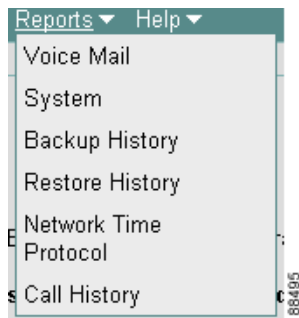 Reports Help
Voice Mail
System
Backup History
Restore History
Network Time
Protocol
Call History
88495